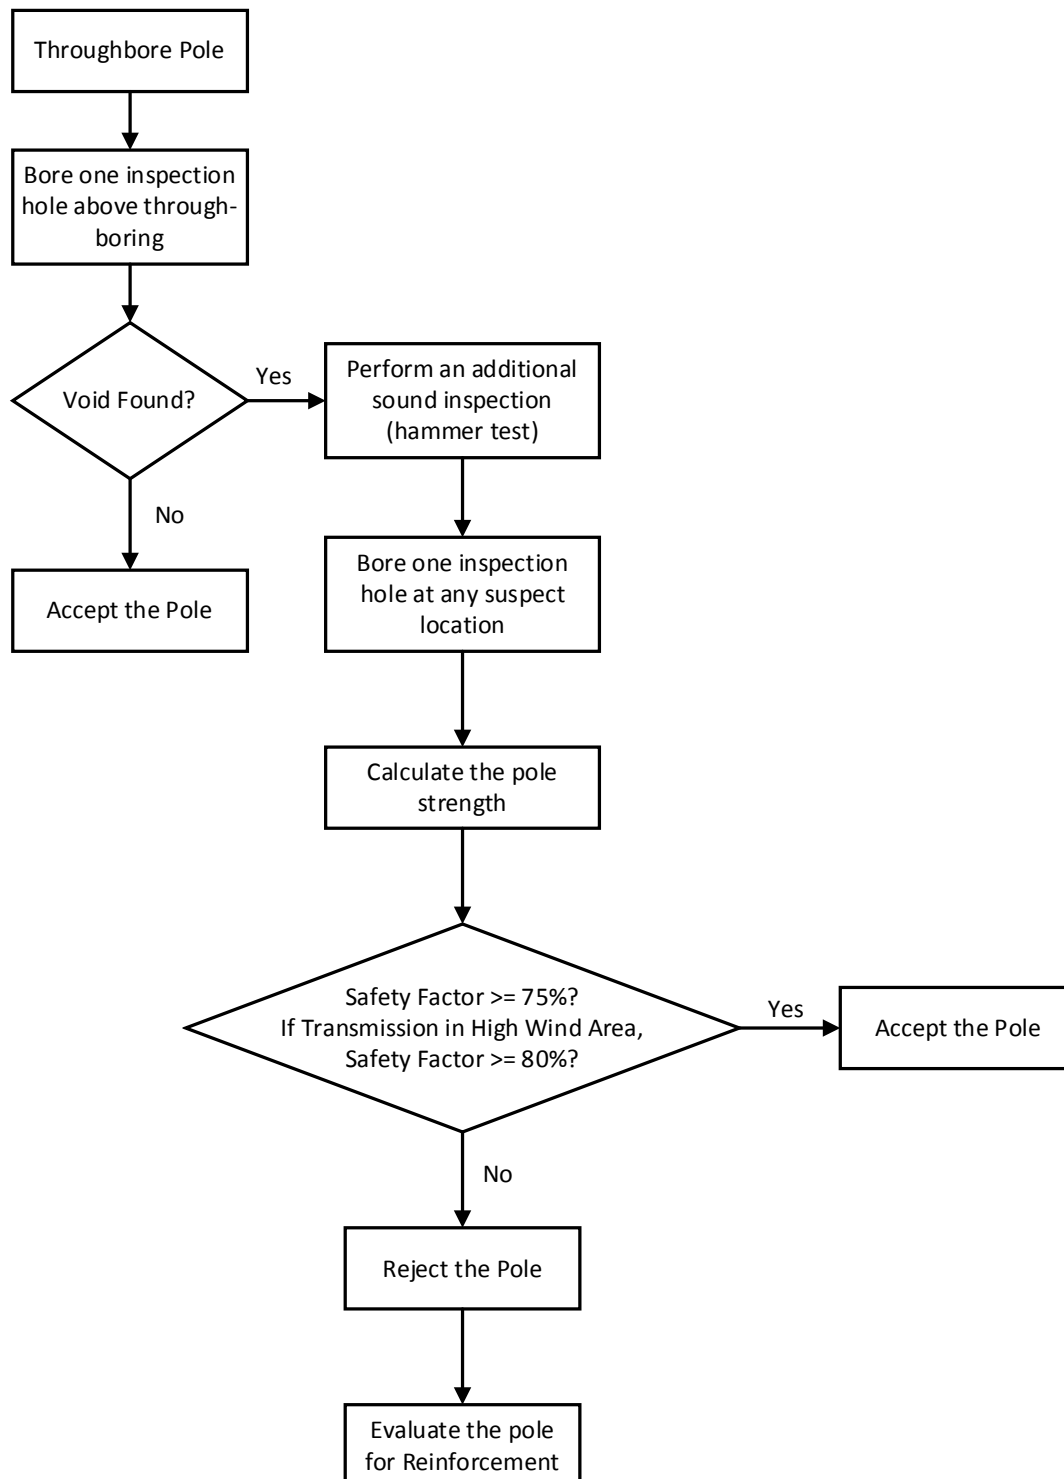 Throughbore Pole
Bore one inspection
hole above through-
boring
Void Found?
Yes
Perform an additional
sound inspection
(hammer test)
No
Accept the Pole
Bore one inspection
hole at any suspect
location
Calculate the pole
strength
Safety Factor >= 75%?
If Transmission in High Wind Area,
Safety Factor >= 80%?
Yes
Accept the Pole
No
Reject the Pole
Evaluate the pole
for Reinforcement